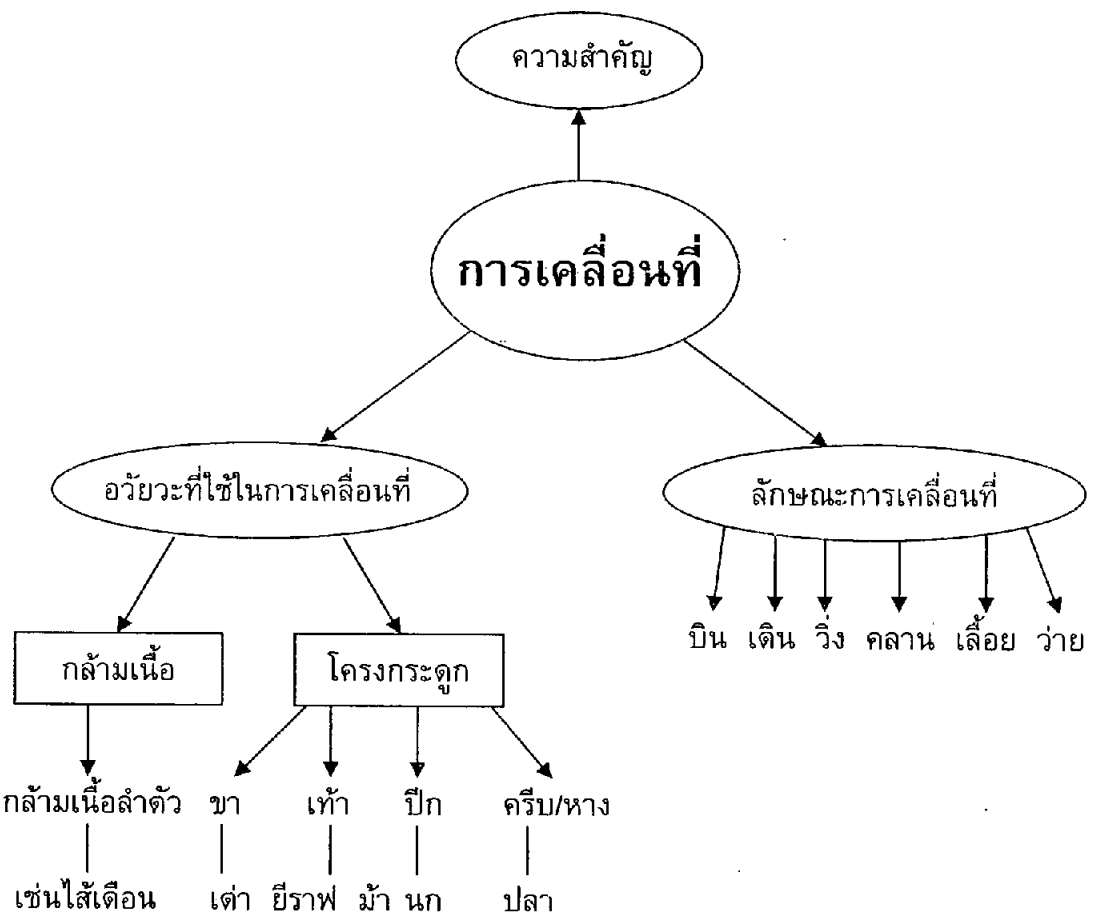 ความสำคัญ
การเคลื่อนที่
อวัยวะที่ใช้ในการเคลื่อนที่
ลักษณะการเคลื่อนที่
บิน เดิน วิ่ง คลาน เลื้อย ว่าย
กล้ามเนื้อ โครงกระดูก
กล้ามเนื้อลำตัว ขา เท้า ปีก ครีบ/หาง
เช่นไส้เดือน เต่า ยีราฟ ม้า นก ปลา